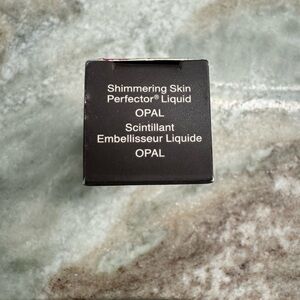 Shimmering Skin
Perfector® Liquid
OPAL
Scintillant
Embellisseur Liquide
OPAL